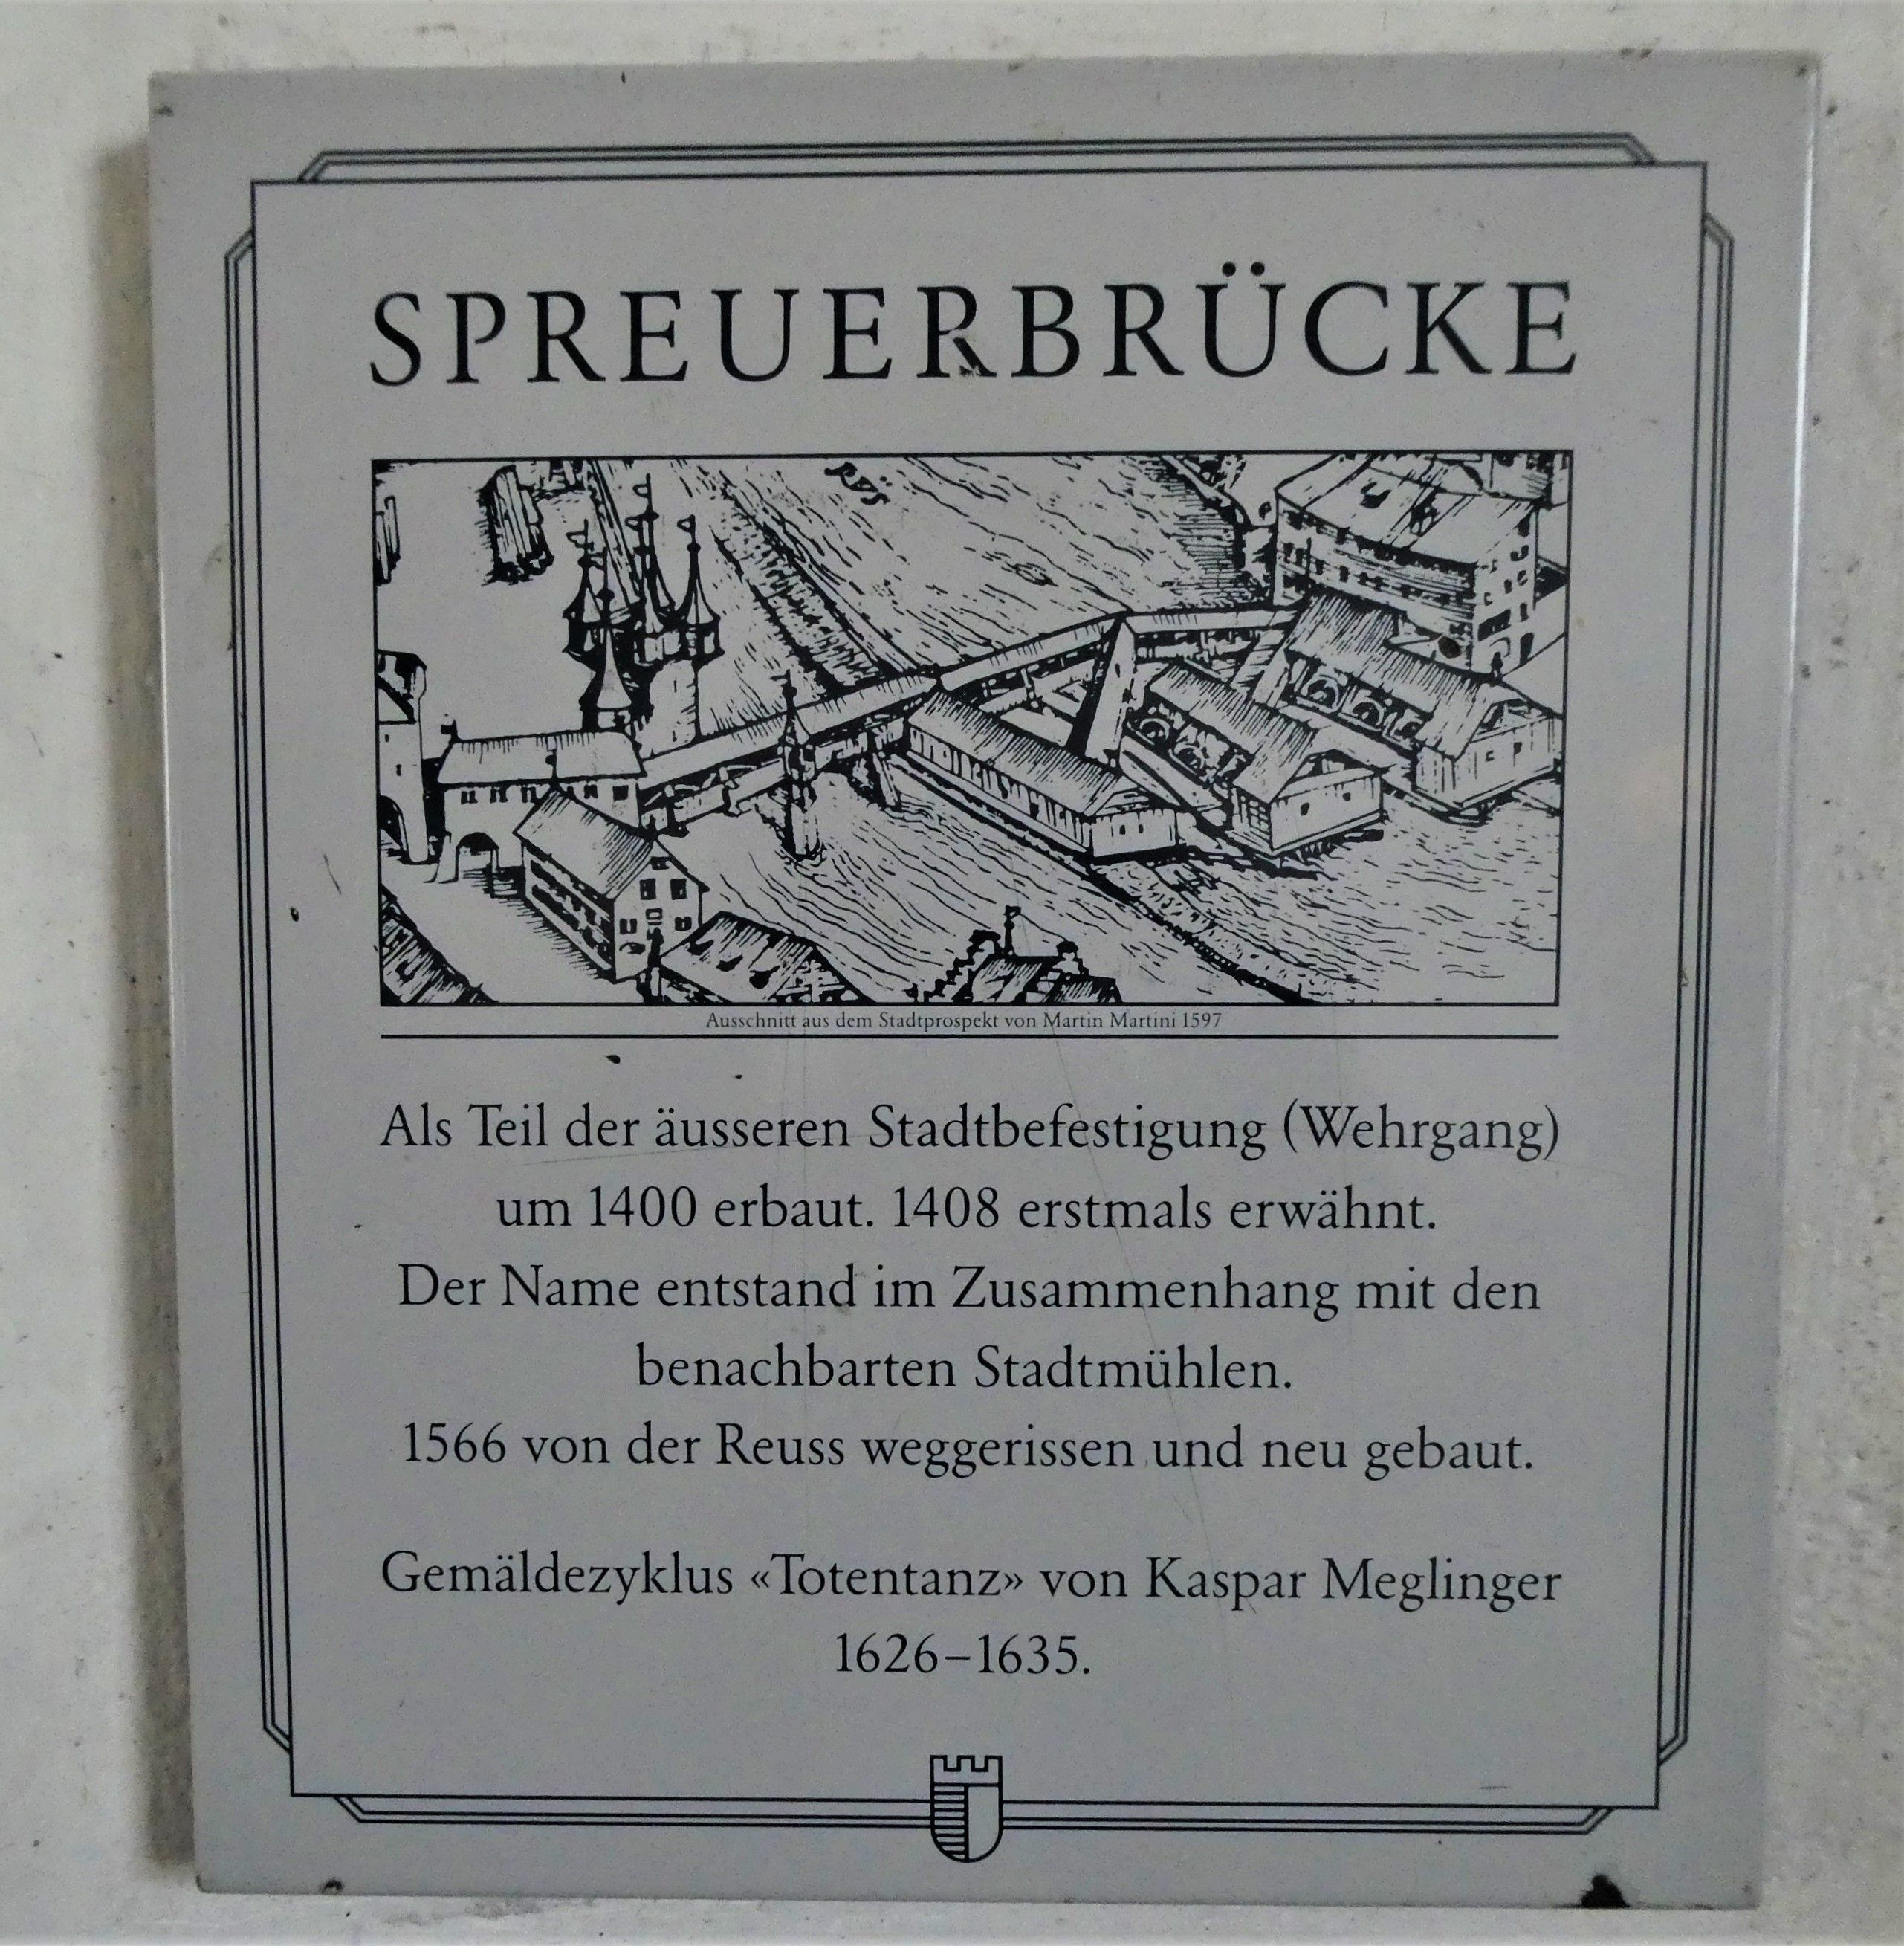 SPREUERBRÜCKE
Rüs
Ausschnitt aus dem Stadtprospekt von Martin Martini 1597
Als Teil der äusseren Stadtbefestigung (Wehrgang)
um 1400 erbaut. 1408 erstmals erwähnt.
Der Name entstand im Zusammenhang mit den
benachbarten Stadtmühlen.
1566 von der Reuss weggerissen und neu gebaut.
Gemäldezyklus «Totentanz» von Kaspar Meglinger
1626–1635.